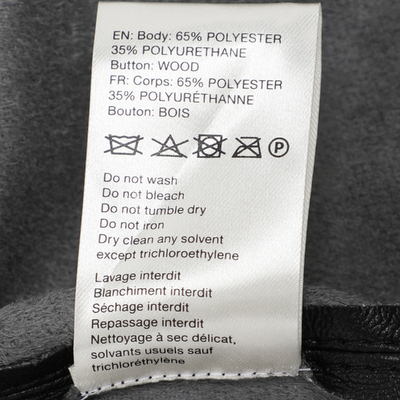 EN: Body: 65% POLYESTER
35% POLYURETHANE
Button: WOOD
FR: Corps: 65% POLYESTER
35% POLYURÉTHANNE
Bouton: BOIS
P
Do not wash
Do not bleach
Do not tumble dry
Do not iron
Dry clean any solvent
except trichloroethylene
Lavage interdit
Blanchiment interdit
Séchage interdit
Repassage interdit
Nettoyage à sec délicat,
solvants usuels sauf
trichloréthylène